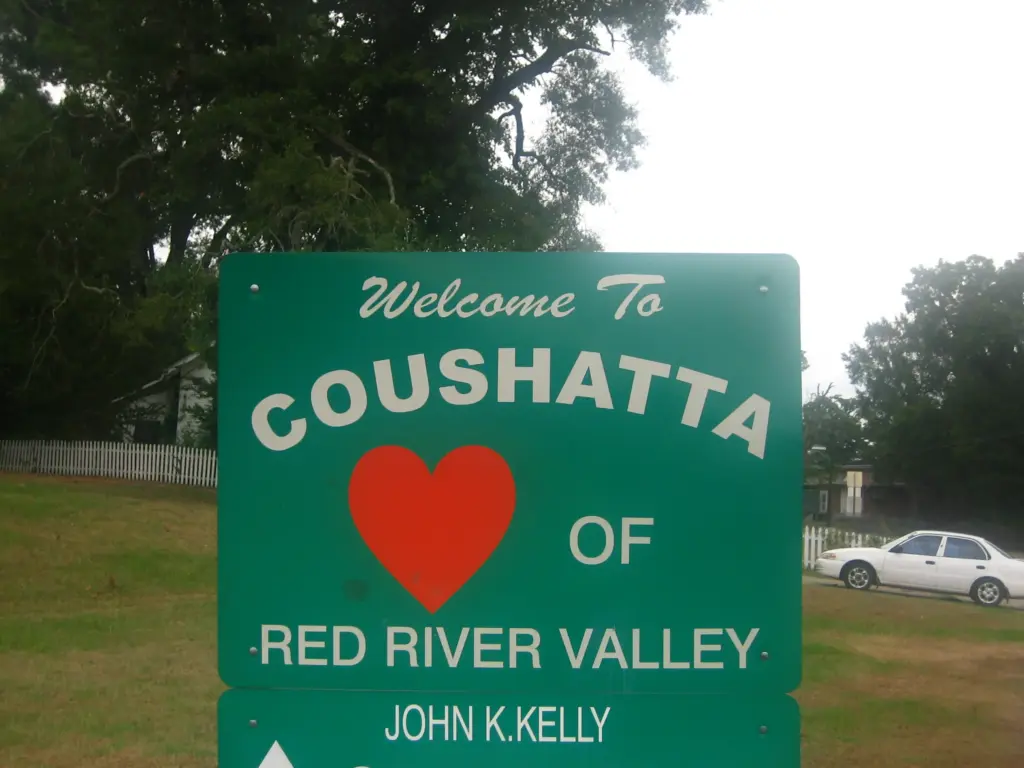 Welcome To
COUSHATTA
OF
RED RIVER VALLEY
JOHN K.KELLY